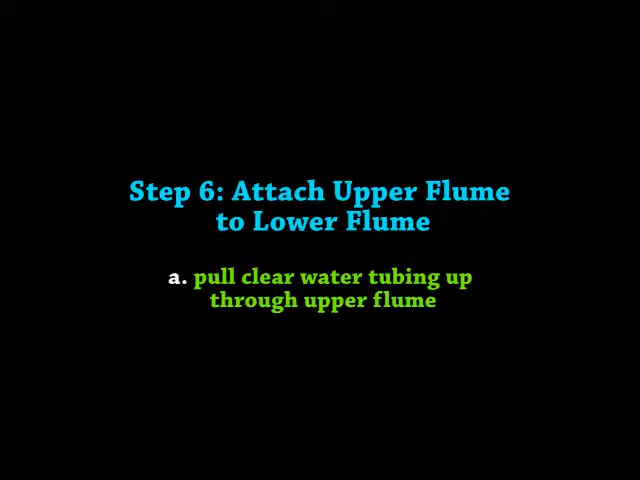 Step 6: Attach Upper Flume
to Lower Flume
a. pull clear water tubing up
through upper flume